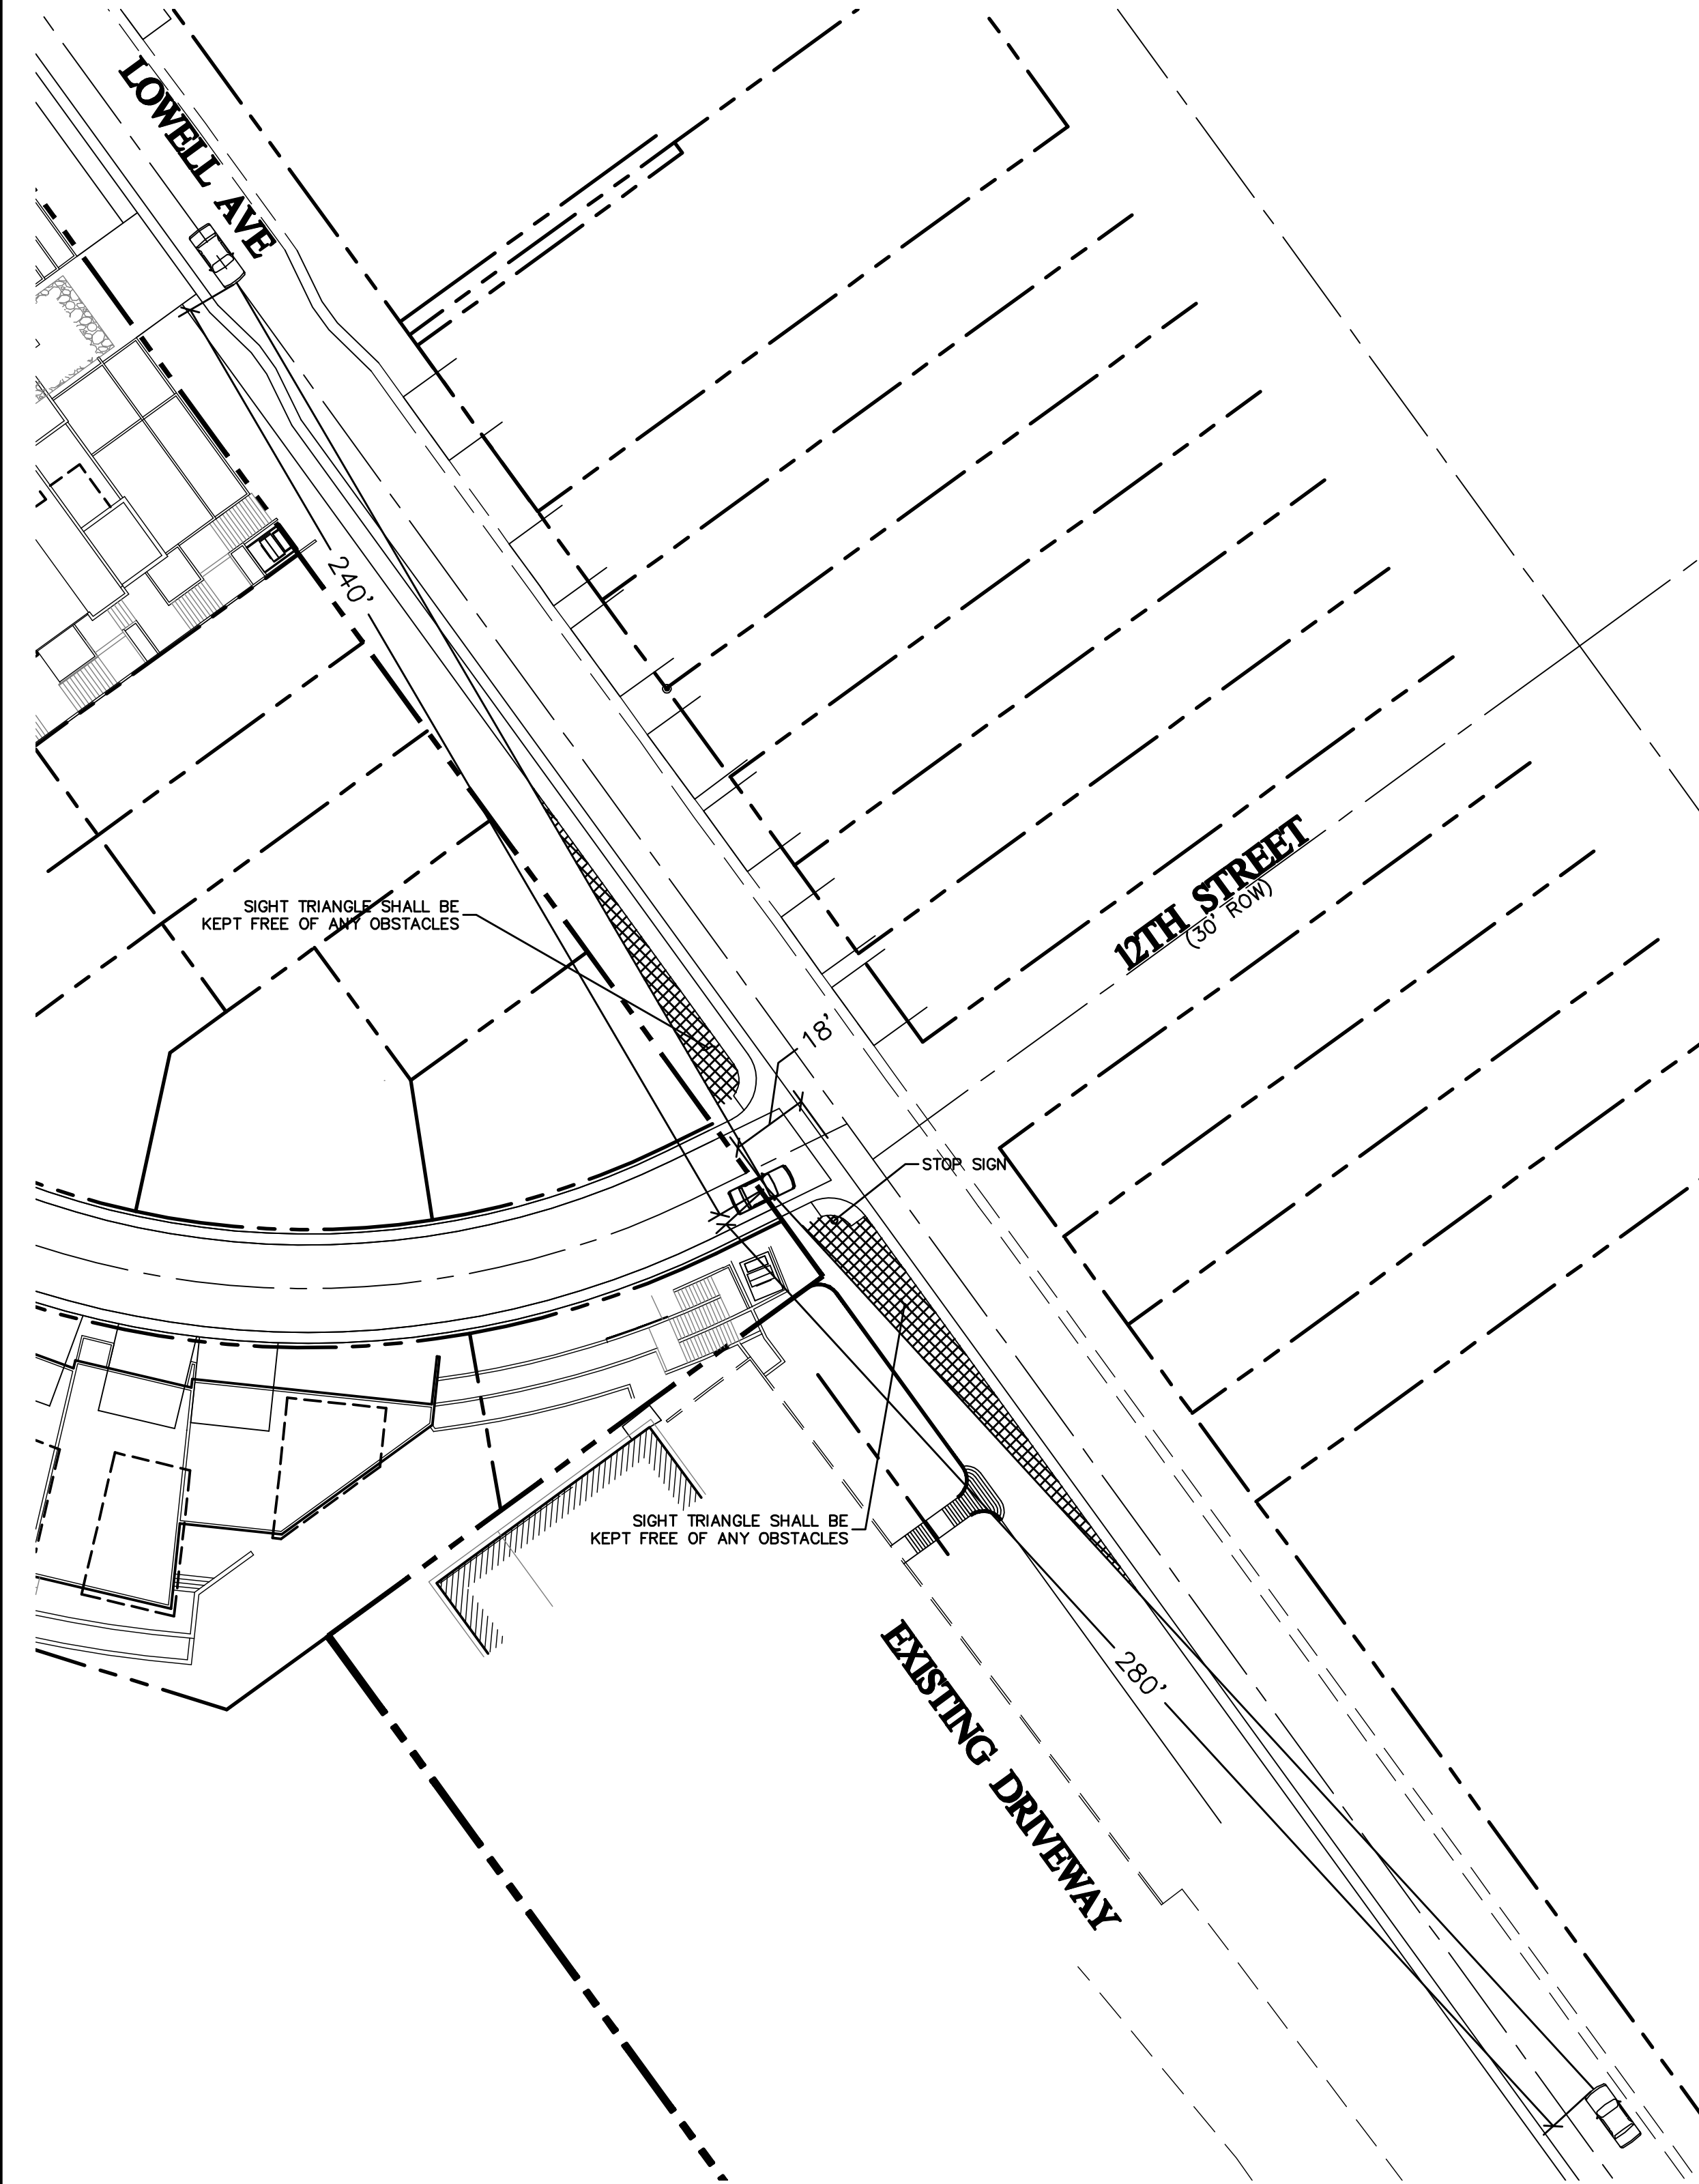 LOWELL AVE
240'
SIGHT TRIANGLE SHALL BE
KEPT FREE OF ANY OBSTACLES
12TH STREET
(30' ROW)
18'
STOP SIGN
SIGHT TRIANGLE SHALL BE
KEPT FREE OF ANY OBSTACLES
280'
EXISTING DRIVEWAY